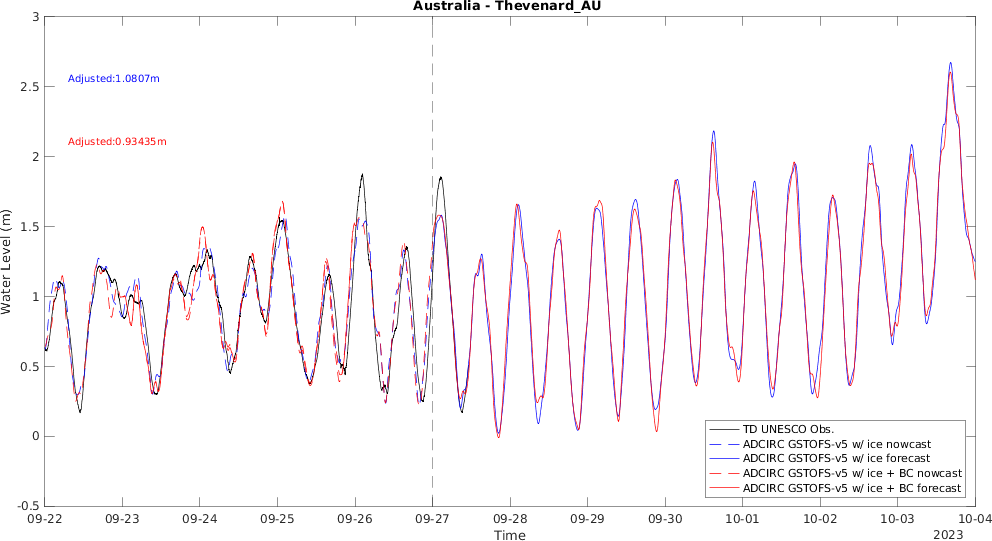 Australia - Thevenard_AU
3
2.5
2
1.5
1
0.5
0
-0.5
Water Level (m)
Adjusted:1.0807m
Adjusted:0.93435m
TD UNESCO Obs.
ADCIRC GSTOFS-v5 w/ ice nowcast
ADCIRC GSTOFS-v5 w/ ice forecast
ADCIRC GSTOFS-v5 w/ ice + BC nowcast
ADCIRC GSTOFS-v5 w/ ice + BC forecast
09-22 09-23 09-24 09-25 09-26 09-27 09-28 09-29 09-30 10-01 10-02 10-03 10-04
Time
2023